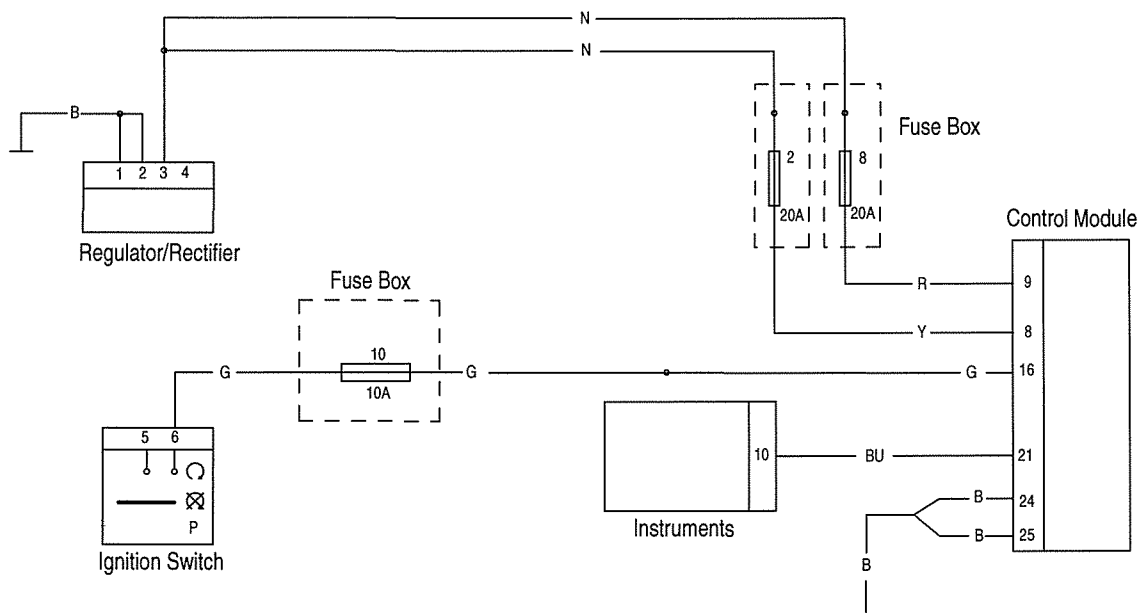 N
N
B
Fuse Box
2
8
1 2 3 4
20A
20A
Control Module
Regulator/Rectifier
Fuse Box
R
9
Y
8
10
G
G
G
16
10A
5 6
10
BU
21
B
24
P
Instruments
B
25
Ignition Switch
B